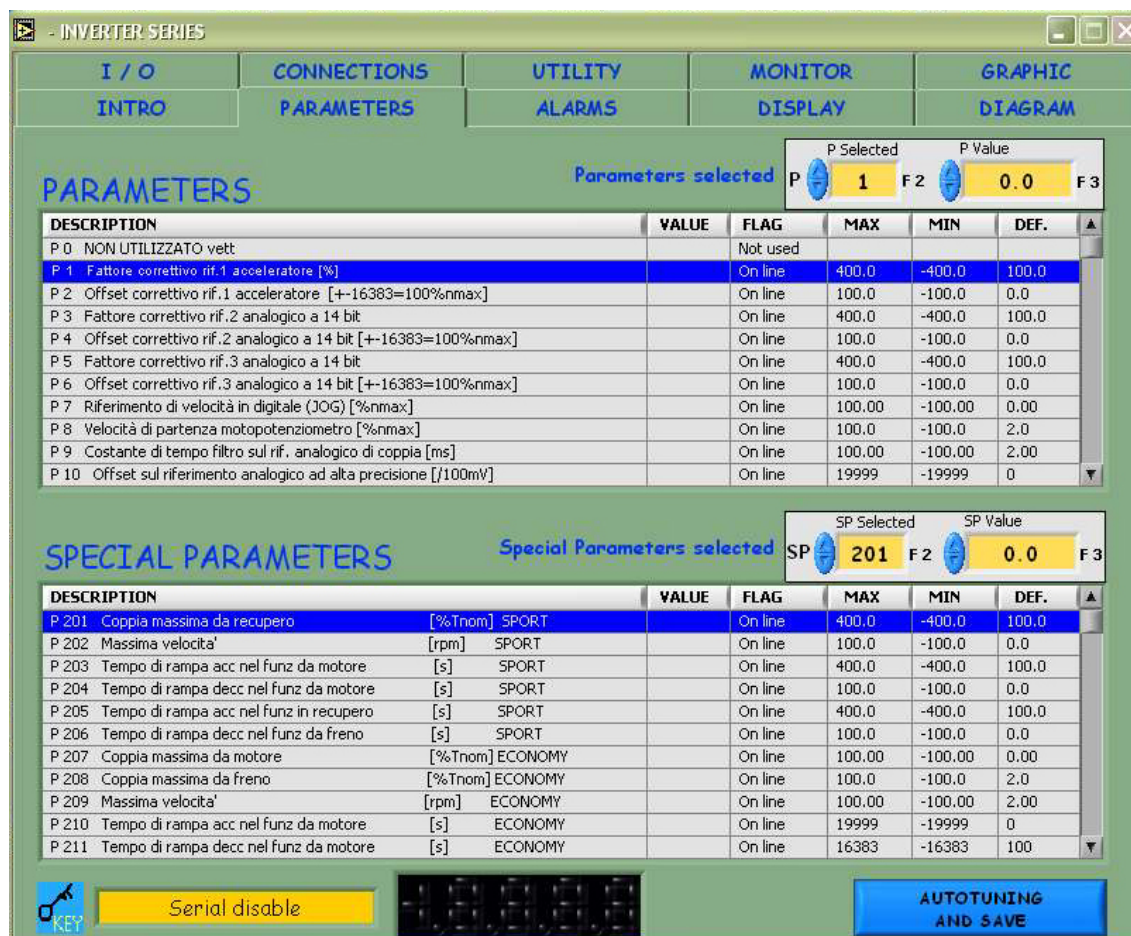 - INVERTER SERIES
I / O CONNECTIONS UTILITY MONITOR GRAPHIC
INTRO PARAMETERS ALARMS DISPLAY DIAGRAM
P Selected P Value
PARAMETERS Parameters selected P 1 F 2 0.0 F 3
DESCRIPTION VALUE FLAG MAX MIN DEF.
P 0 NON UTILIZZATO vett Not used
P 1 Fattore correttivo rif.1 acceleratore [%] On line 400.0 -400.0 100.0
P 2 Offset correttivo rif.1 acceleratore [+-16383=100%nmax] On line 100.0 -100.0 0.0
P 3 Fattore correttivo rif.2 analogico a 14 bit On line 400.0 -400.0 100.0
P 4 Offset correttivo rif.2 analogico a 14 bit [+-16383=100%nmax] On line 100.0 -100.0 0.0
P 5 Fattore correttivo rif.3 analogico a 14 bit On line 400.0 -400.0 100.0
P 6 Offset correttivo rif.3 analogico a 14 bit [+-16383=100%nmax] On line 100.0 -100.0 0.0
P 7 Riferimento di velocità in digitale (JOG) [%nmax] On line 100.00 -100.00 0.00
P 8 Velocità di partenza motopotenziometro [%nmax] On line 100.0 -100.0 2.0
P 9 Costante di tempo filtro sul rif. analogico di coppia [ms] On line 100.00 -100.00 2.00
P 10 Offset sul riferimento analogico ad alta precisione [/100mV] On line 19999 -19999 0
SP Selected SP Value
SPECIAL PARAMETERS Special Parameters selected SP 201 F 2 0.0 F 3
DESCRIPTION VALUE FLAG MAX MIN DEF.
P 201 Coppia massima da recupero [%Tnom] SPORT On line 400.0 -400.0 100.0
P 202 Massima velocita' [rpm] SPORT On line 100.0 -100.0 0.0
P 203 Tempo di rampa acc nel funz da motore [s] SPORT On line 400.0 -400.0 100.0
P 204 Tempo di rampa decc nel funz da motore [s] SPORT On line 100.0 -100.0 0.0
P 205 Tempo di rampa acc nel funz in recupero [s] SPORT On line 400.0 -400.0 100.0
P 206 Tempo di rampa decc nel funz da freno [s] SPORT On line 100.0 -100.0 0.0
P 207 Coppia massima da motore [%Tnom] ECONOMY On line 100.00 -100.00 0.00
P 208 Coppia massima da freno [%Tnom] ECONOMY On line 100.0 -100.0 2.0
P 209 Massima velocita' [rpm] ECONOMY On line 100.00 -100.00 2.00
P 210 Tempo di rampa acc nel funz da motore [s] ECONOMY On line 19999 -19999 0
P 211 Tempo di rampa decc nel funz da motore [s] ECONOMY On line 16383 -16383 100
KEY Serial disable AUTOTUNING
AND SAVE